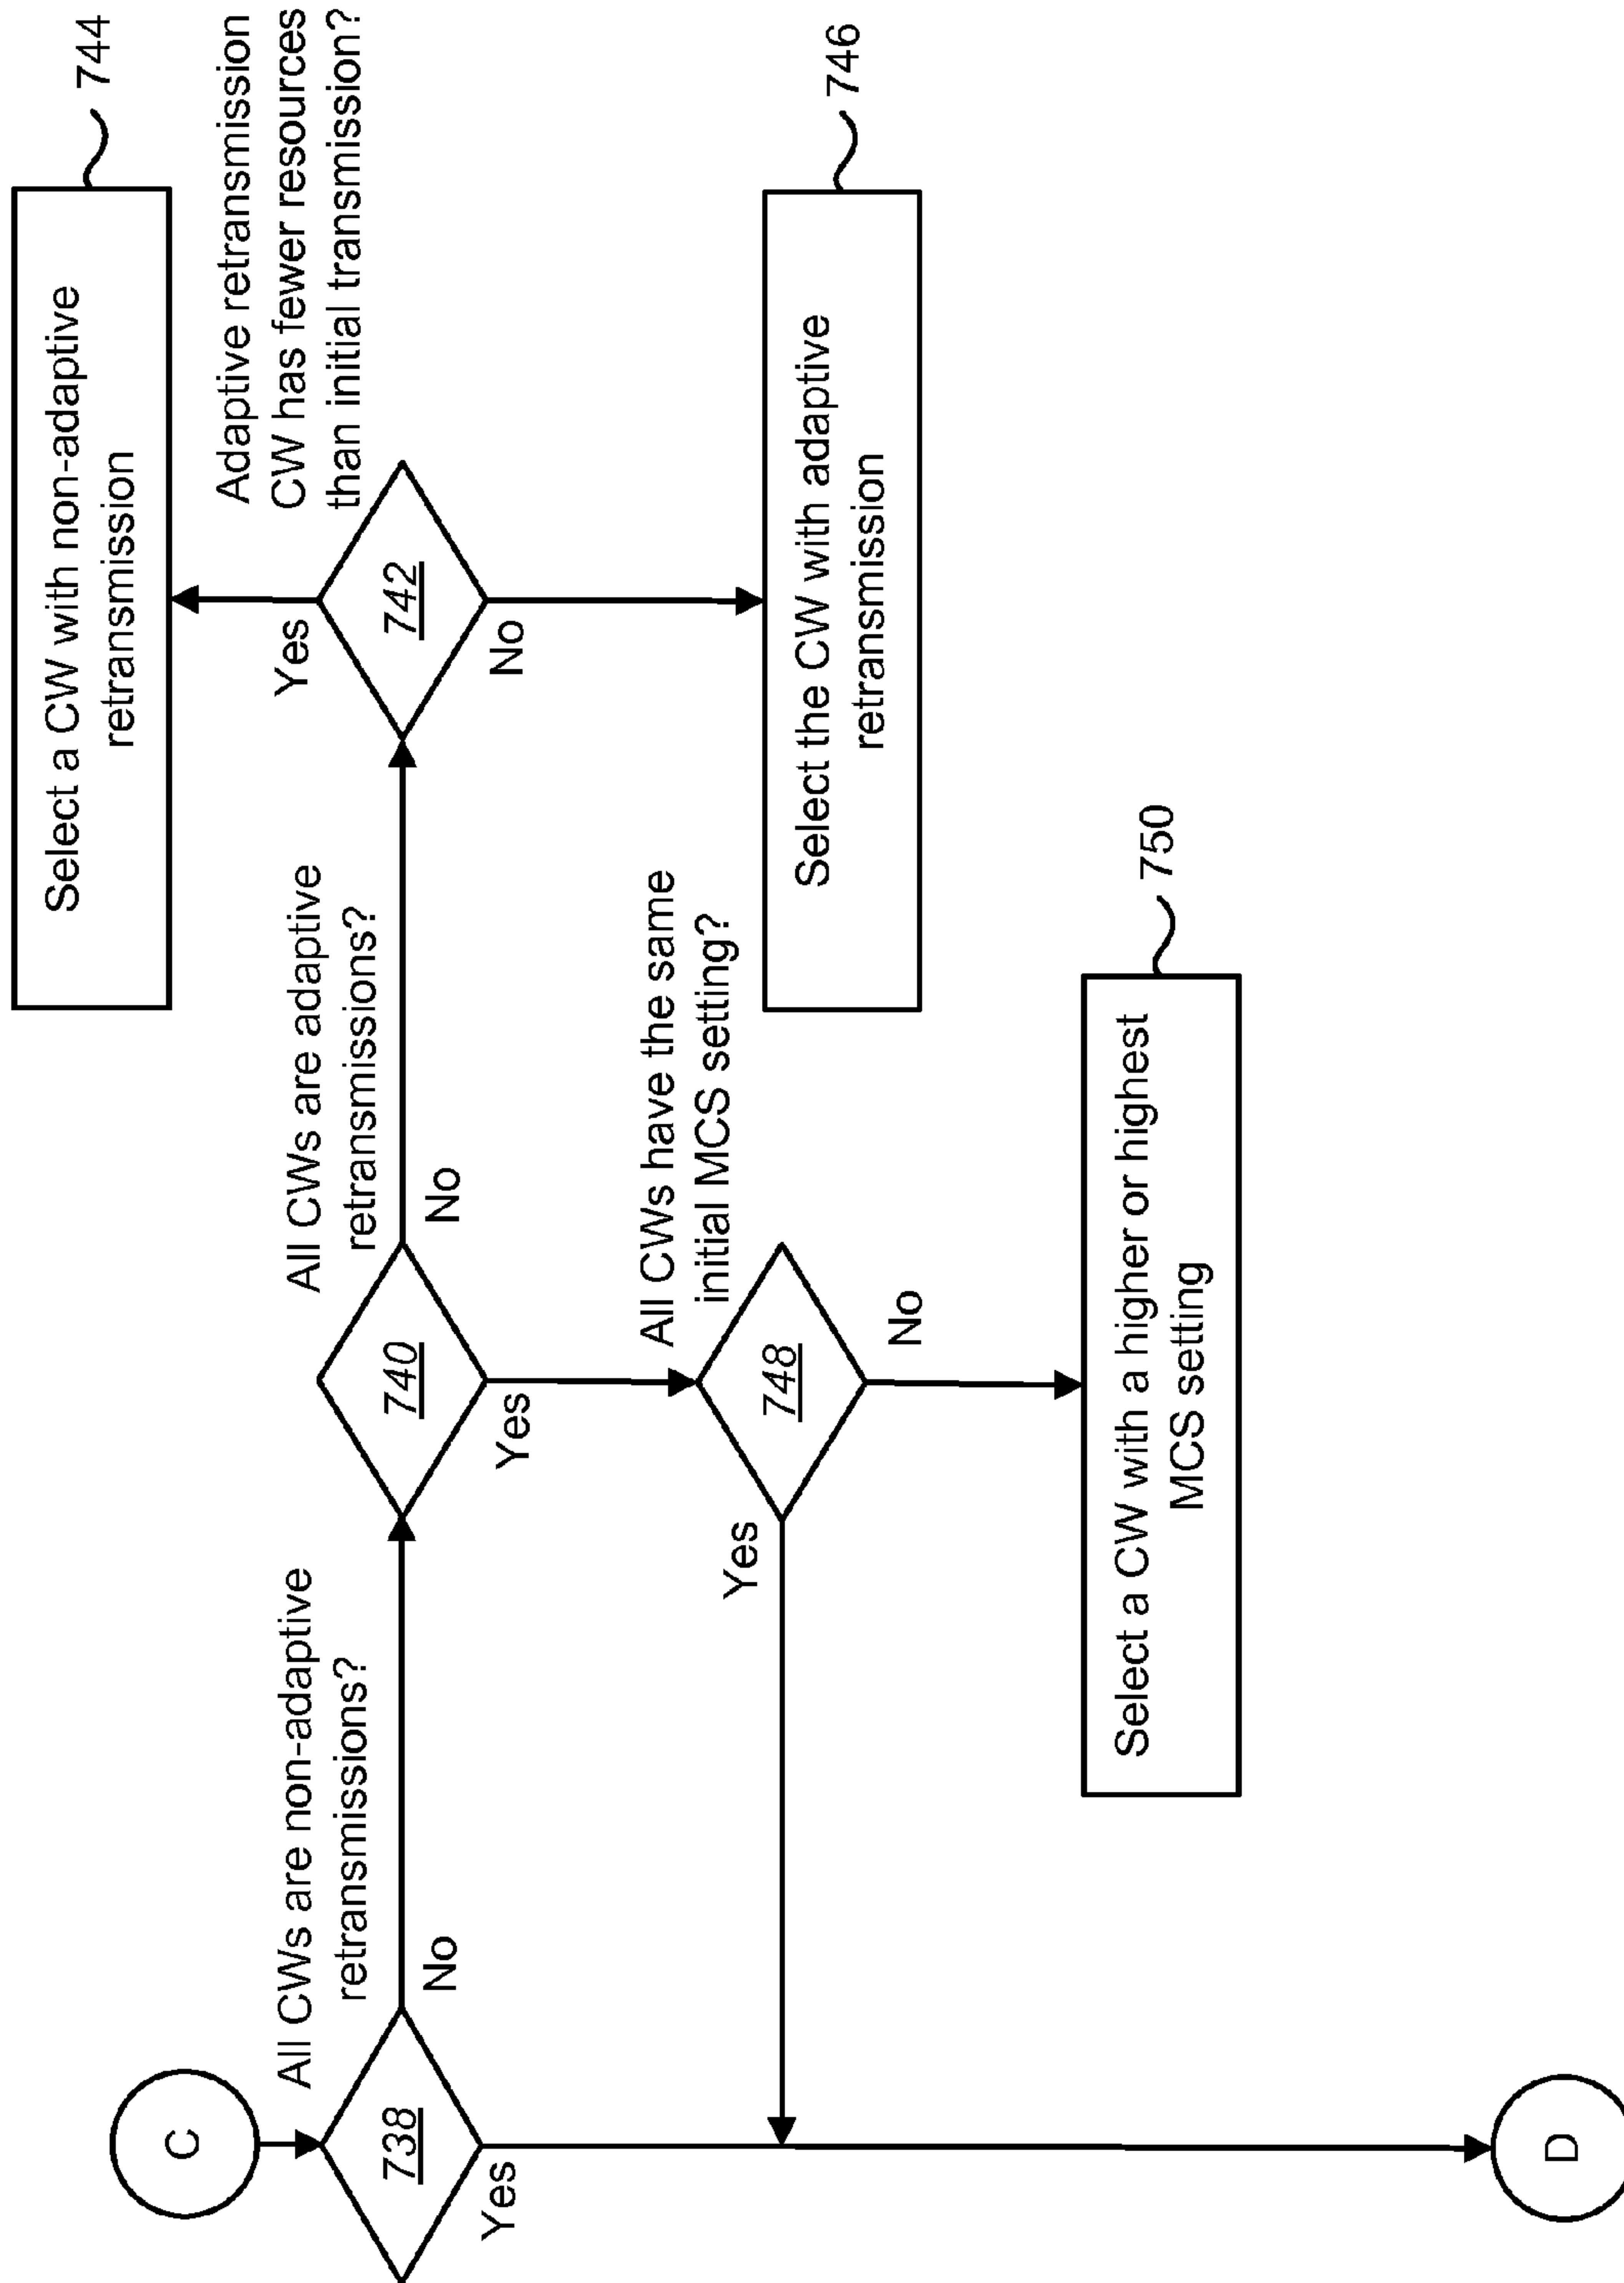 C
All CWs are non-adaptive
retransmissions?
738
No
Yes
All CWs are adaptive
retransmissions?
740
No
Yes
Adaptive retransmission
CW has fewer resources
than initial transmission?
742
Yes
No
Select a CW with non-adaptive
retransmission
744
Select the CW with adaptive
retransmission
746
All CWs have the same
initial MCS setting?
748
Yes
No
Select a CW with a higher or highest
MCS setting
750
D